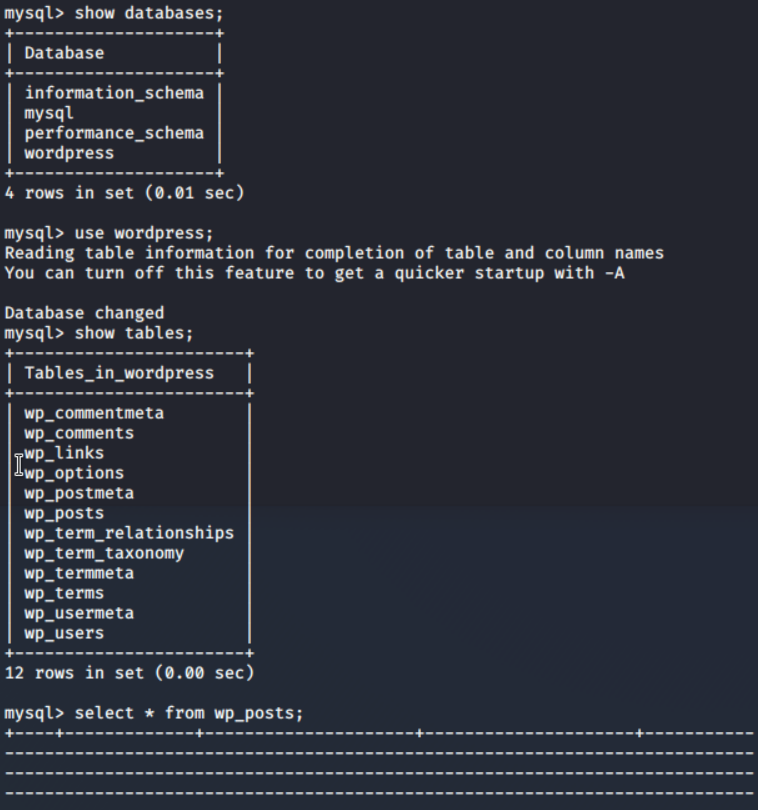 mysql> show databases;
+--------------------+
| Database           |
+--------------------+
| information_schema |
| mysql              |
| performance_schema |
| wordpress          |
+--------------------+
4 rows in set (0.01 sec)
mysql> use wordpress;
Reading table information for completion of table and column names
You can turn off this feature to get a quicker startup with -A
Database changed
mysql> show tables;
+-----------------------+
| Tables_in_wordpress   |
+-----------------------+
| wp_commentmeta        |
| wp_comments           |
| wp_links              |
| wp_options            |
| wp_postmeta           |
| wp_posts              |
| wp_term_relationships |
| wp_term_taxonomy      |
| wp_termmeta           |
| wp_terms              |
| wp_usermeta           |
| wp_users              |
+-----------------------+
12 rows in set (0.00 sec)
mysql> select * from wp_posts;
+----+-------------+---------------------+---------------------+-----------
---------------------------------------------------------------------------
---------------------------------------------------------------------------
---------------------------------------------------------------------------